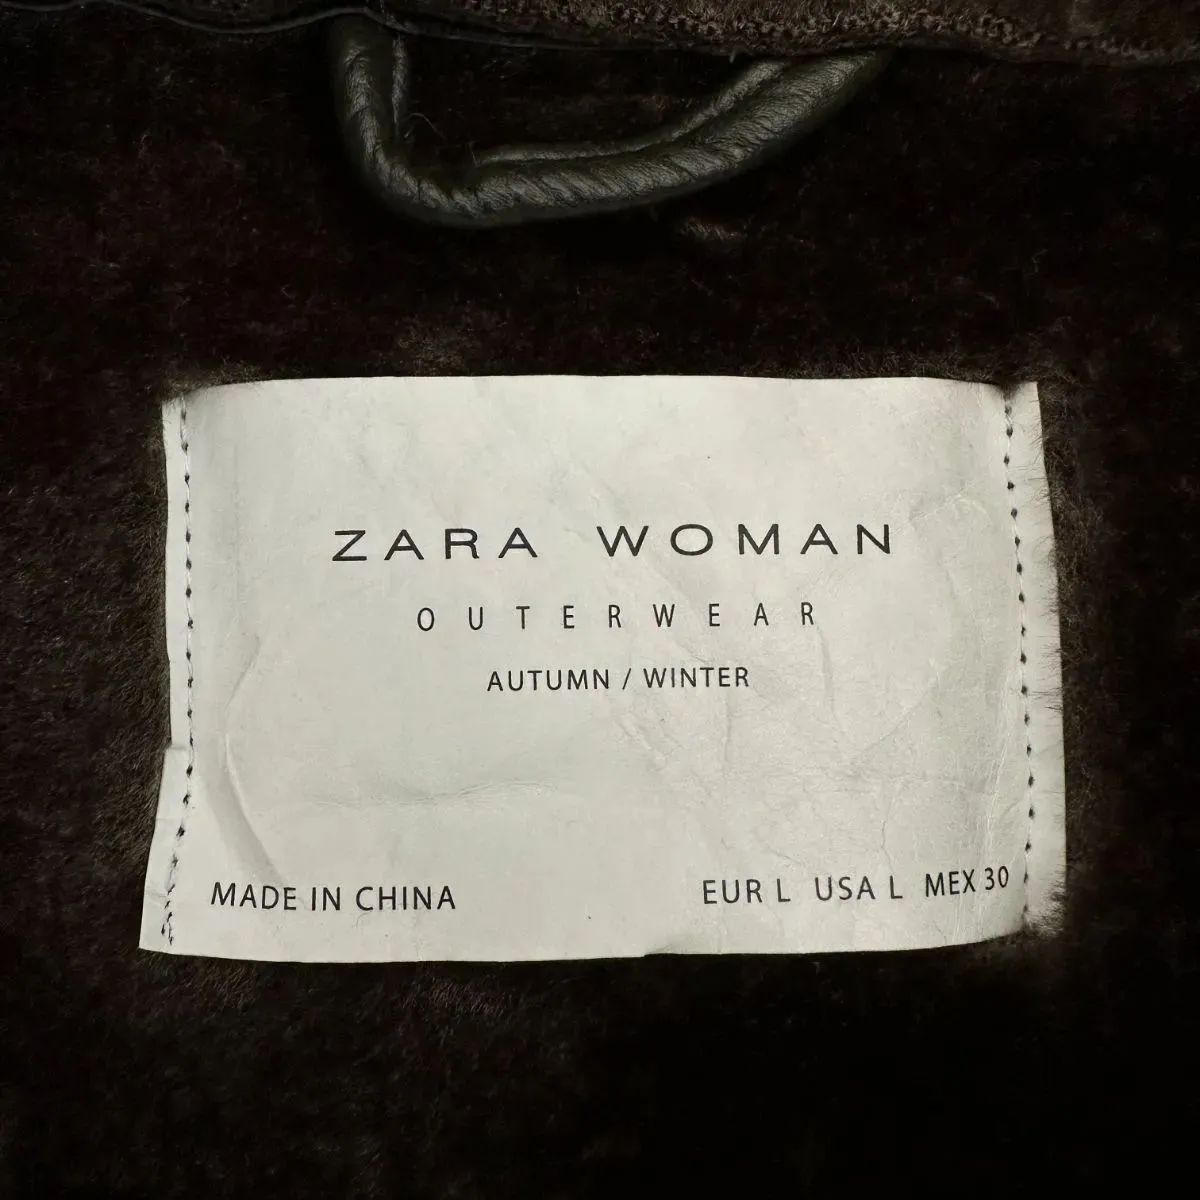 ZARA WOMAN
OUTERWEAR
AUTUMN / WINTER
MADE IN CHINA
EUR L USA L MEX 30